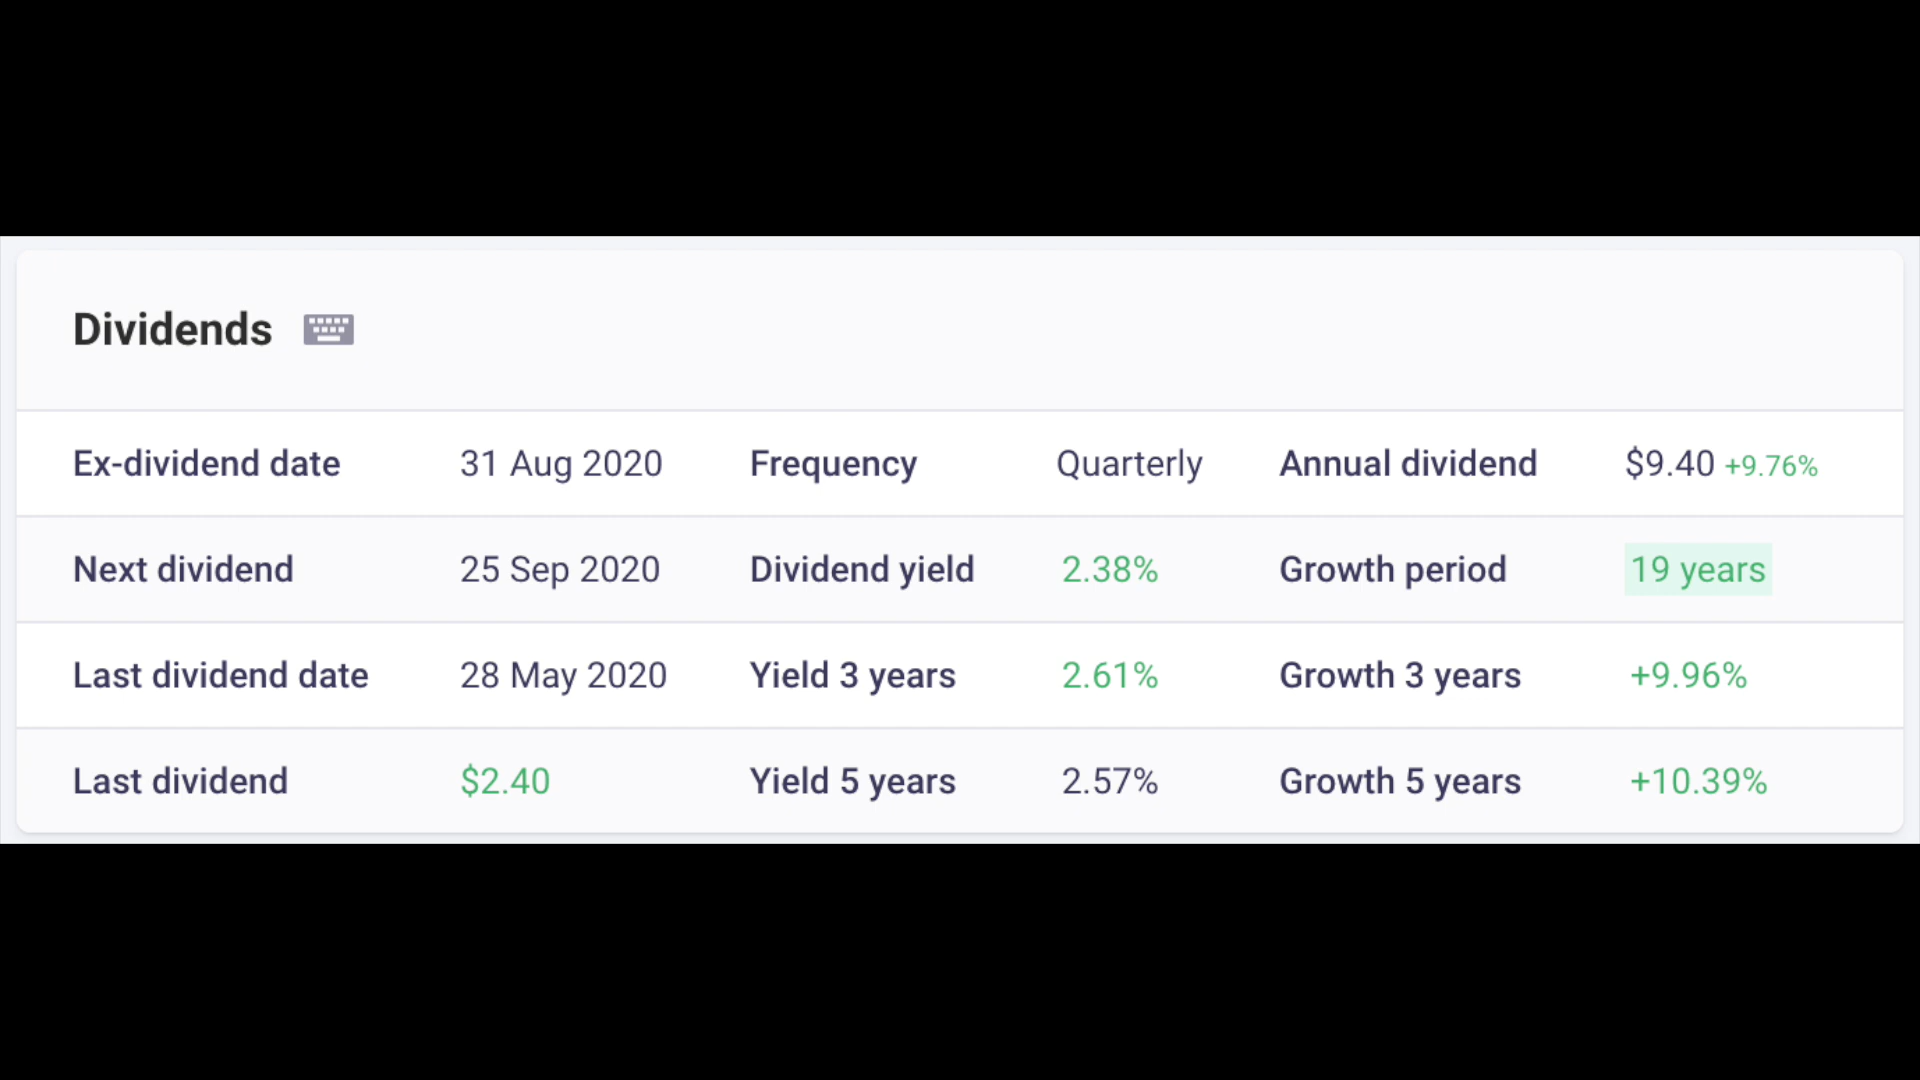 Dividends
Ex-dividend date 31 Aug 2020 Frequency Quarterly Annual dividend $9.40 +9.76%
Next dividend 25 Sep 2020 Dividend yield 2.38% Growth period 19 years
Last dividend date 28 May 2020 Yield 3 years 2.61% Growth 3 years +9.96%
Last dividend $2.40 Yield 5 years 2.57% Growth 5 years +10.39%